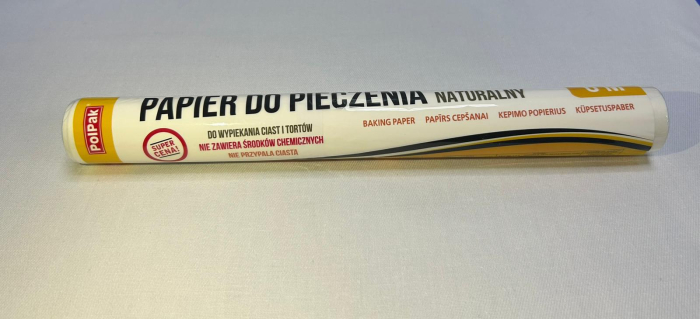 PolPak
PAPIER DO PIECZENIA NATURALNY
BAKING PAPER PAPĪRS CEPŠANAI KEPIMO POPIERIUS KÜPSETUSPABER
DO WYPIEKANIA CIAST I TORTÓW
NIE ZAWIERA ŚRODKÓW CHEMICZNYCH
NIE PRZYPALA CIASTA
SUPER
CENA!